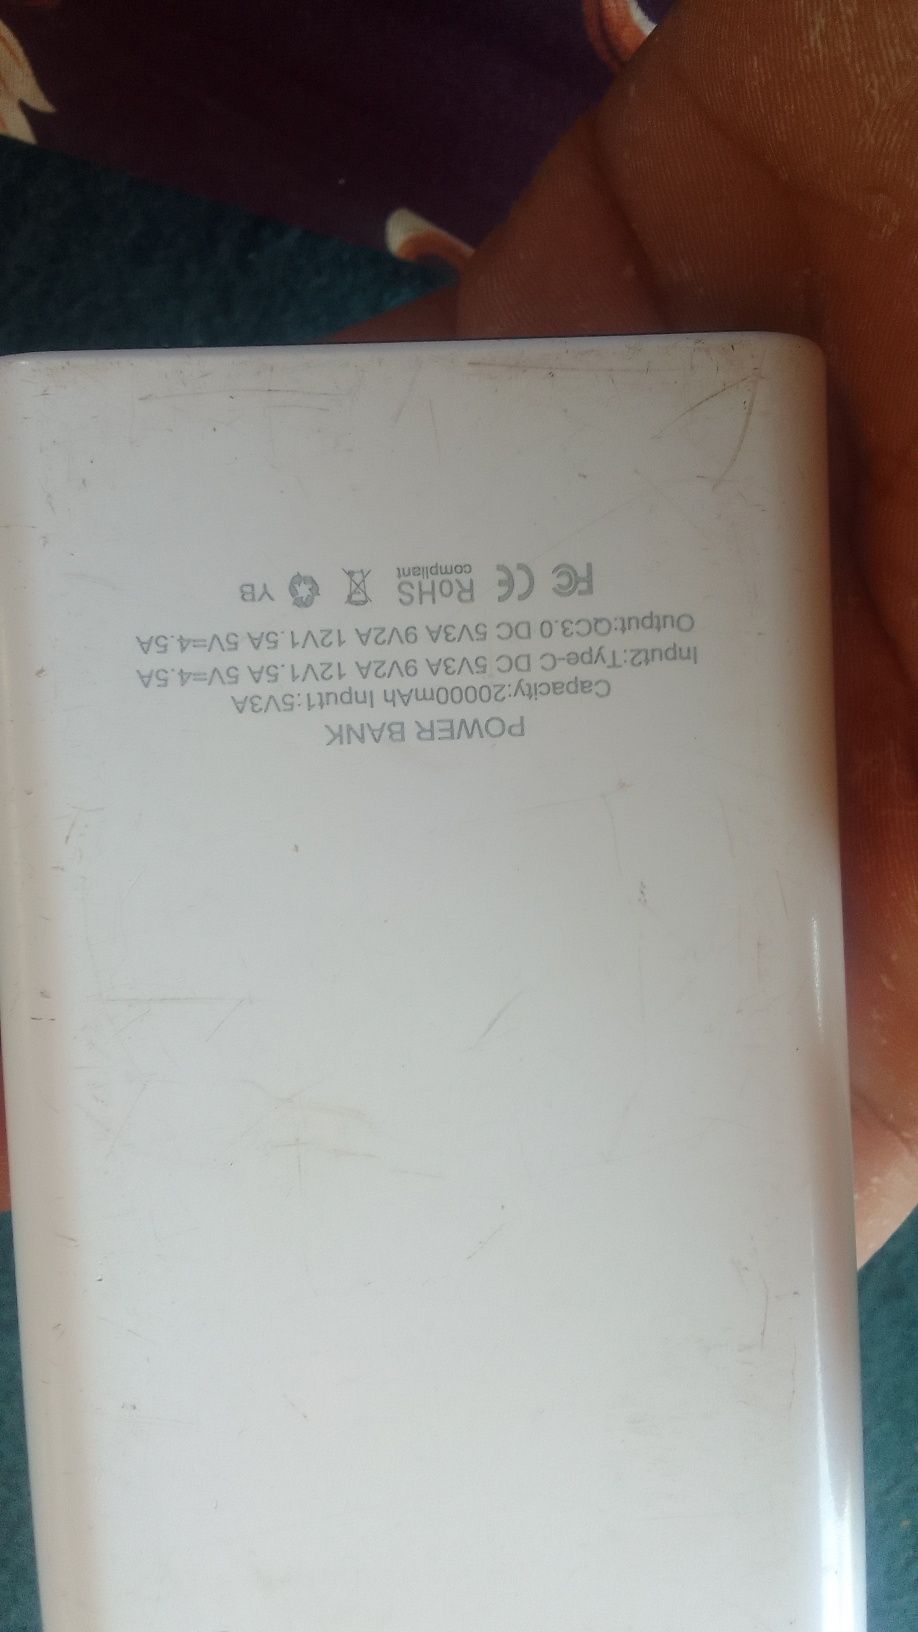 POWER BANK
Capacity:20000mAh Input1:5V3A
Input2:Type-C DC 5V3A 9V2A 12V1.5A 5V=4.5A
Output:QC3.0 DC 5V3A 9V2A 12V1.5A 5V=4.5A
FC CE RoHS compliant YB